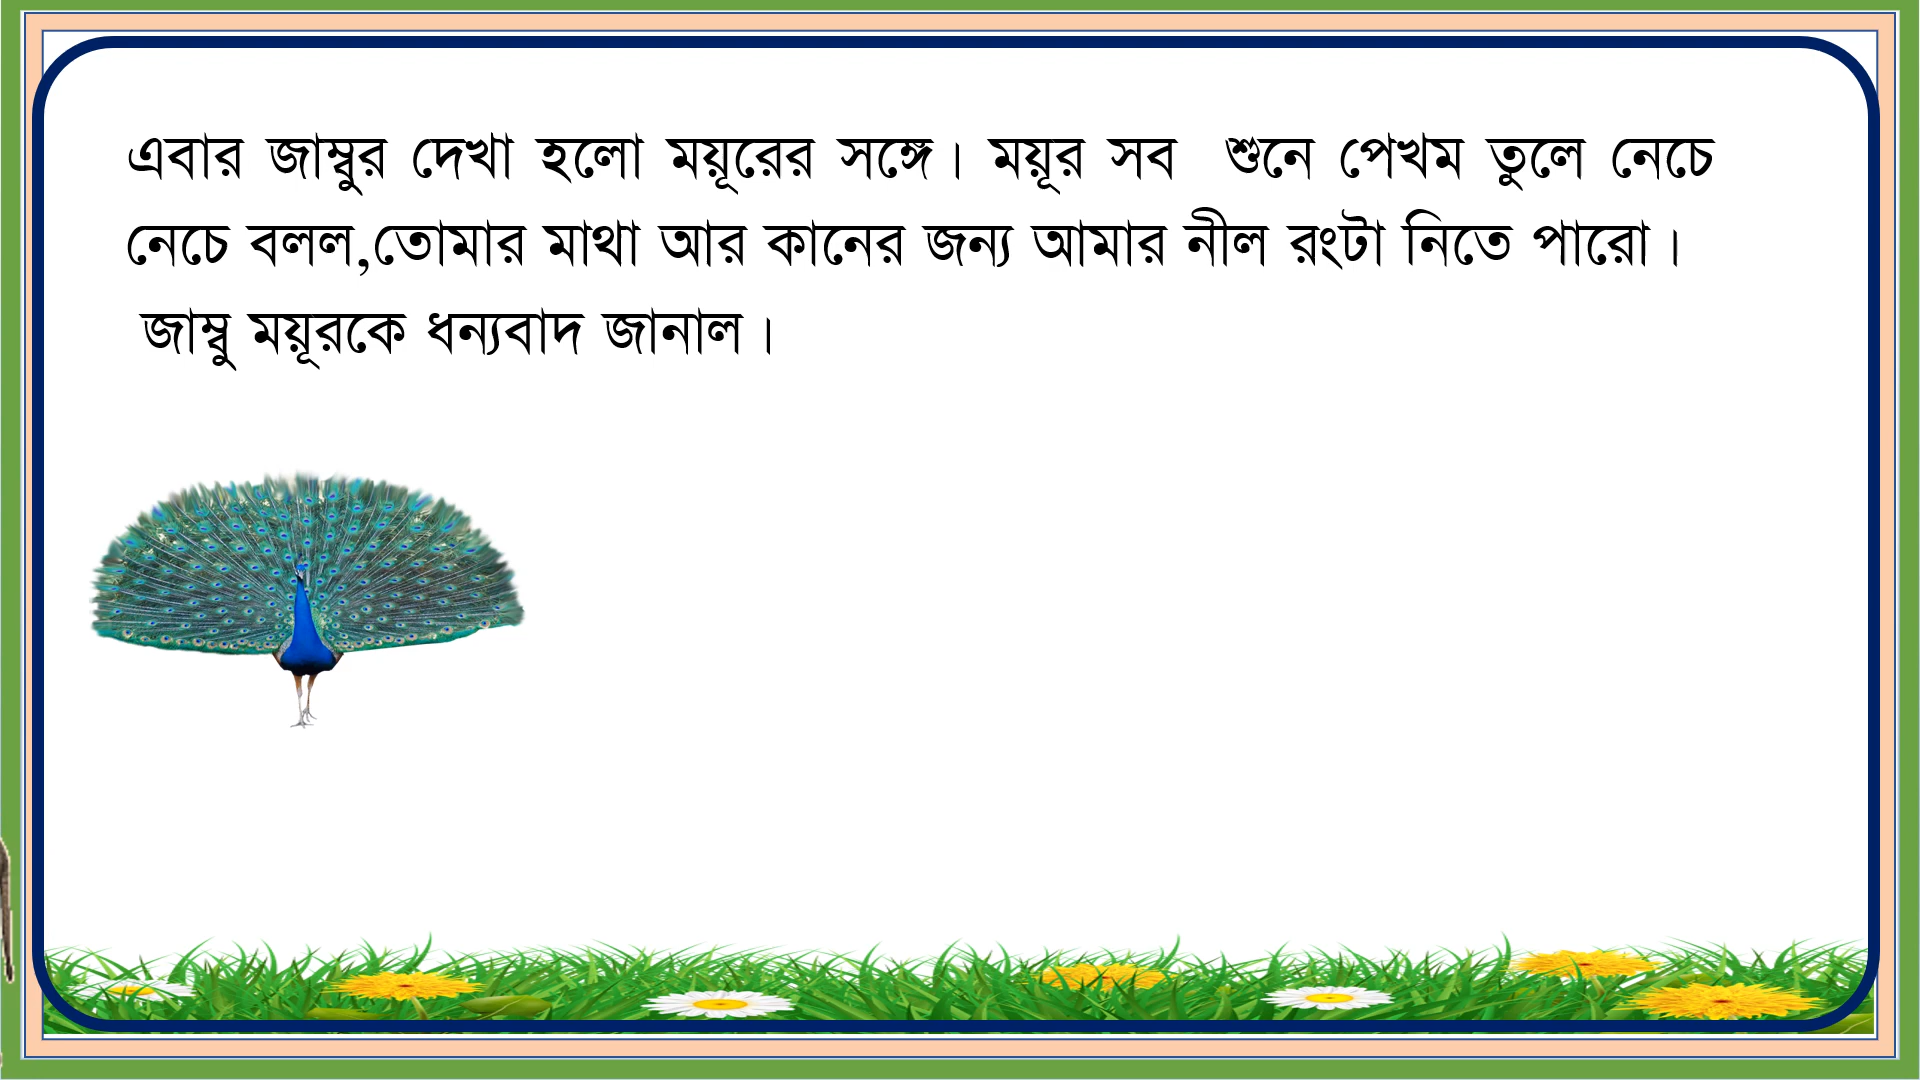 এবার জাম্বুর দেখা হলো ময়ূরের সঙ্গে। ময়ূর সব শুনে পেখম তুলে নেচে
নেচে বলল,তোমার মাথা আর কানের জন্য আমার নীল রংটা নিতে পারো।
জাম্বু ময়ূরকে ধন্যবাদ জানাল।